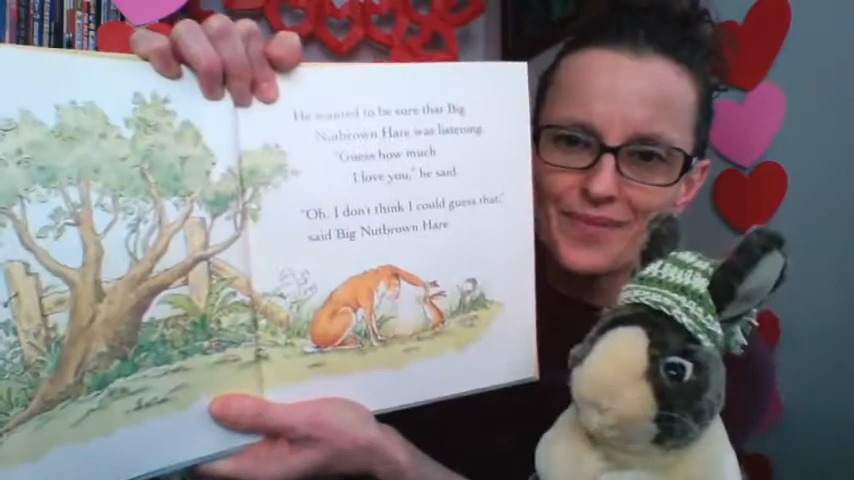 He wanted to be sure that Big
Nutbrown Hare was listening.
"Guess how much
I love you," he said.
"Oh, I don't think I could guess that,"
said Big Nutbrown Hare.